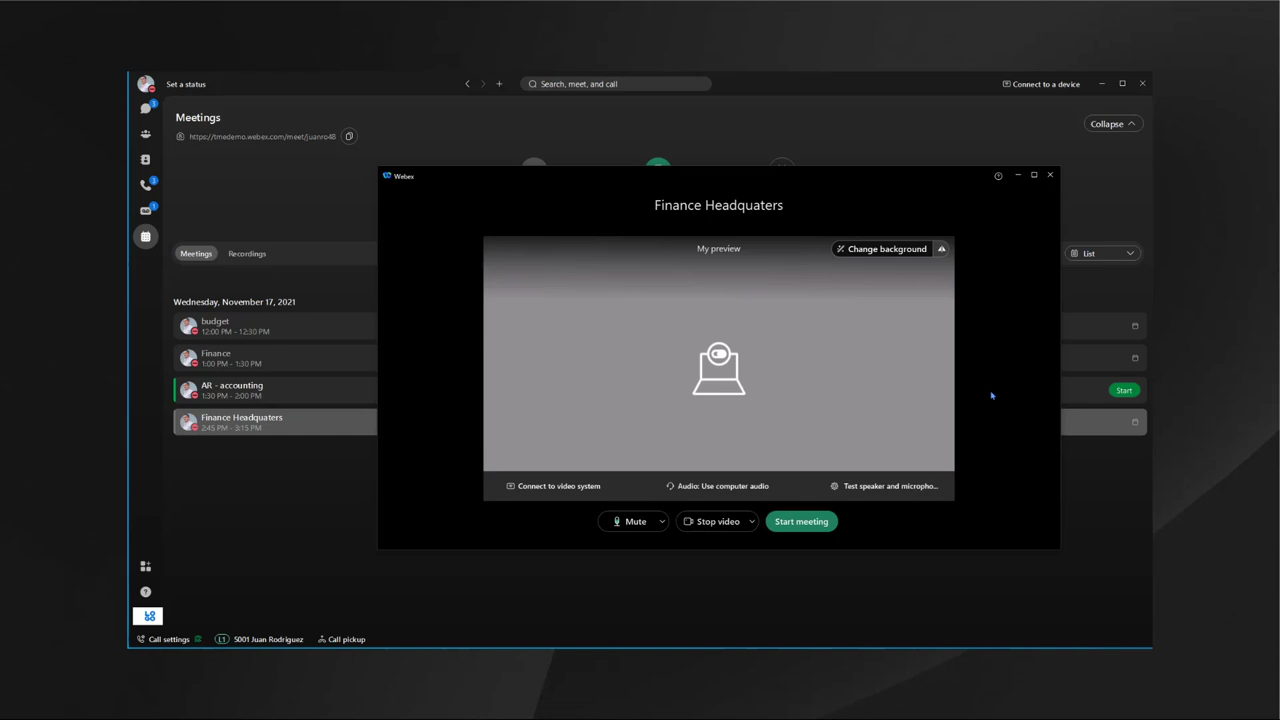 Set a status
Search, meet, and call
Connect to a device
Meetings
https://tmedemo.webex.com/meet/juanro48
Collapse
Webex
Finance Headquaters
My preview
Change background
Meetings
Recordings
List
Wednesday, November 17, 2021
budget
12:00 PM - 12:30 PM
Finance
1:00 PM - 1:30 PM
AR - accounting
1:30 PM - 2:00 PM
Start
Finance Headquaters
2:45 PM - 3:15 PM
Connect to video system
Audio: Use computer audio
Test speaker and micropho...
Mute
Stop video
Start meeting
Call settings
L1 5001 Juan Rodriguez
Call pickup